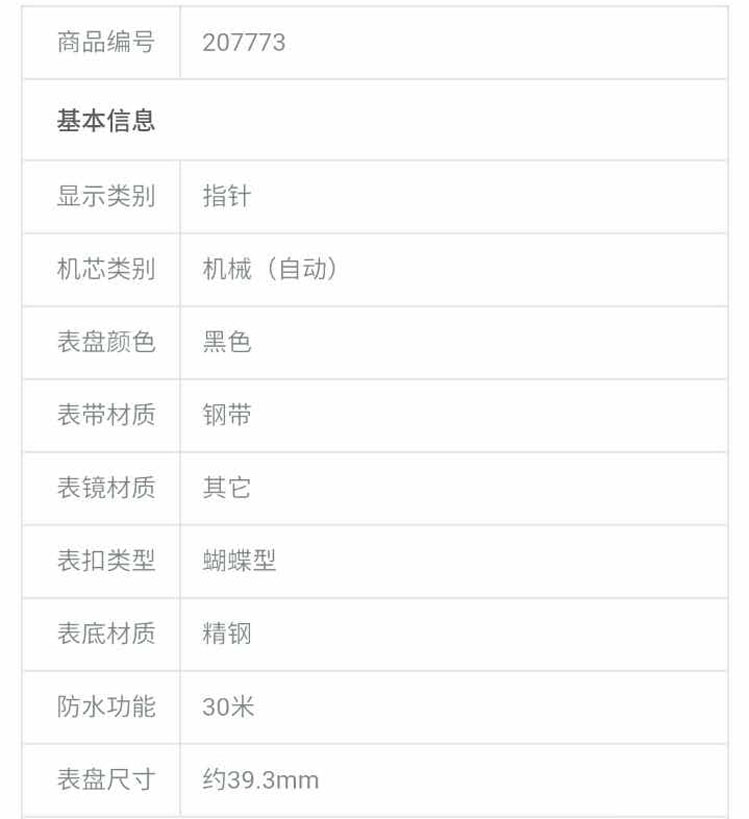 商品编号 207773
基本信息
显示类别 指针
机芯类别 机械（自动）
表盘颜色 黑色
表带材质 钢带
表镜材质 其它
表扣类型 蝴蝶型
表底材质 精钢
防水功能 30米
表盘尺寸 约39.3mm